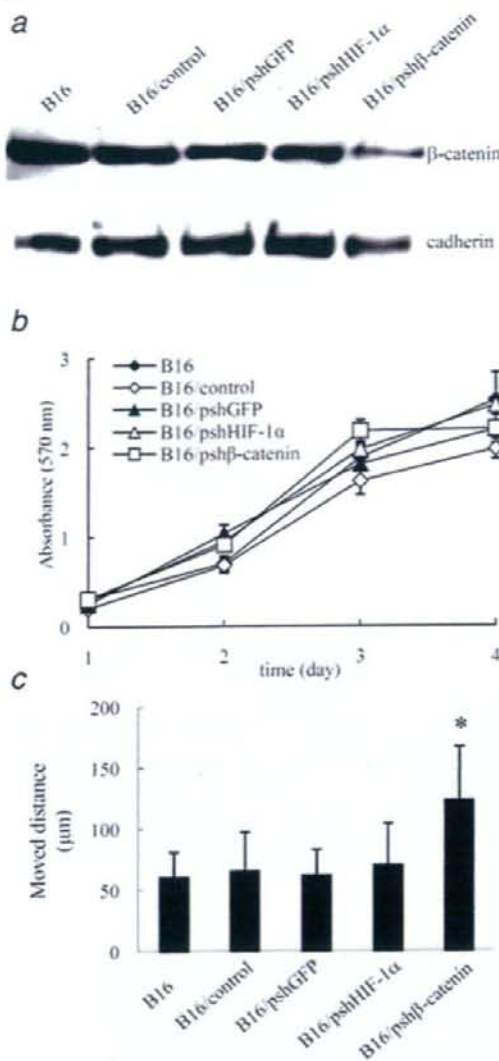 a
B16
B16/control
B16/pshGFP
B16/pshHIF-1α
B16/pshβ-catenin
β-catenin
cadherin
b
3
2
1
0
Absorbance (570 nm)
B16
B16/control
B16/pshGFP
B16/pshHIF-1α
B16/pshβ-catenin
1 2 3 4
time (day)
c
200
150
100
50
0
Moved distance
(μm)
*
B16
B16/control
B16/pshGFP
B16/pshHIF-1α
B16/pshβ-catenin